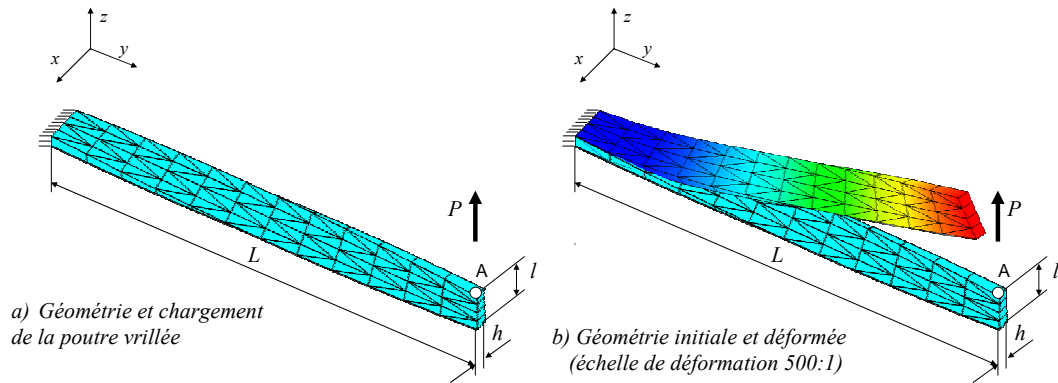 z
x
y
P
L
A
l
h
a) Géométrie et chargement
de la poutre vrillée
z
x
y
P
L
A
l
h
b) Géométrie initiale et déformée
(échelle de déformation 500:1)